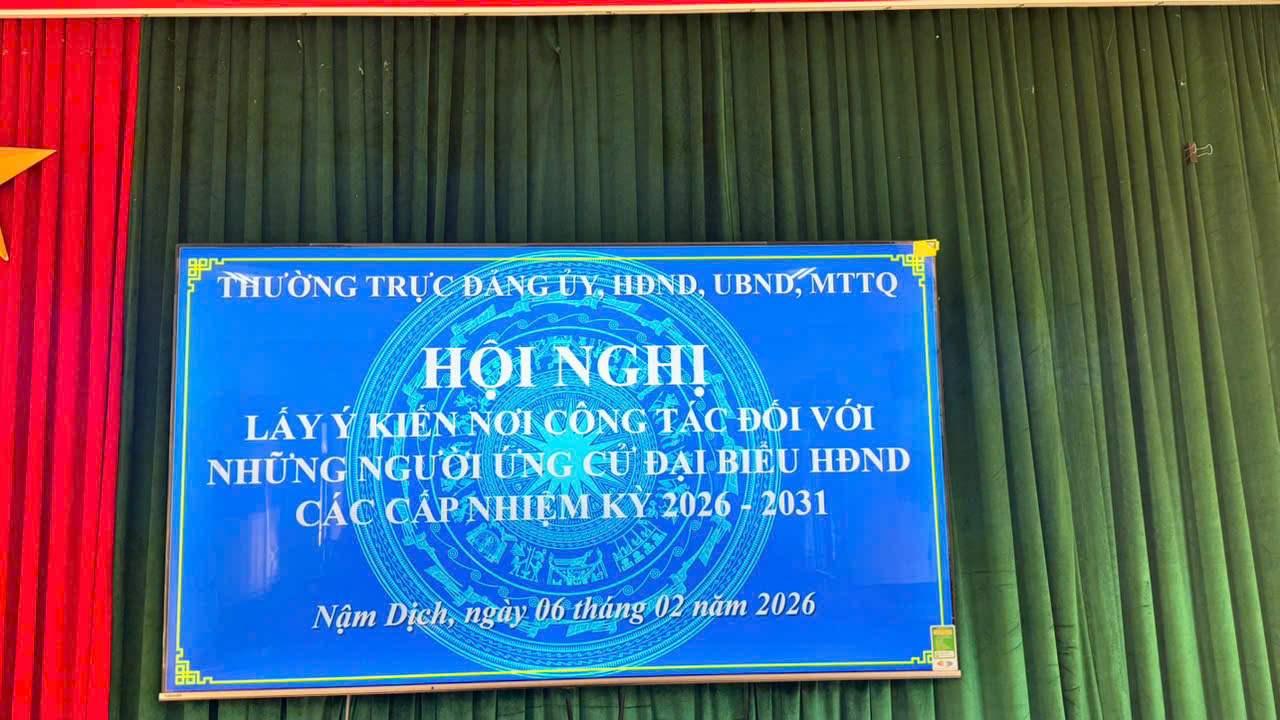 THƯỜNG TRỰC ĐẢNG ỦY, HĐND, UBND, MTTQ
HỘI NGHỊ
LẤY Ý KIẾN NƠI CÔNG TÁC ĐỐI VỚI
NHỮNG NGƯỜI ỨNG CỬ ĐẠI BIỂU HĐND
CÁC CẤP NHIỆM KỲ 2026 - 2031
Nậm Dịch, ngày 06 tháng 02 năm 2026